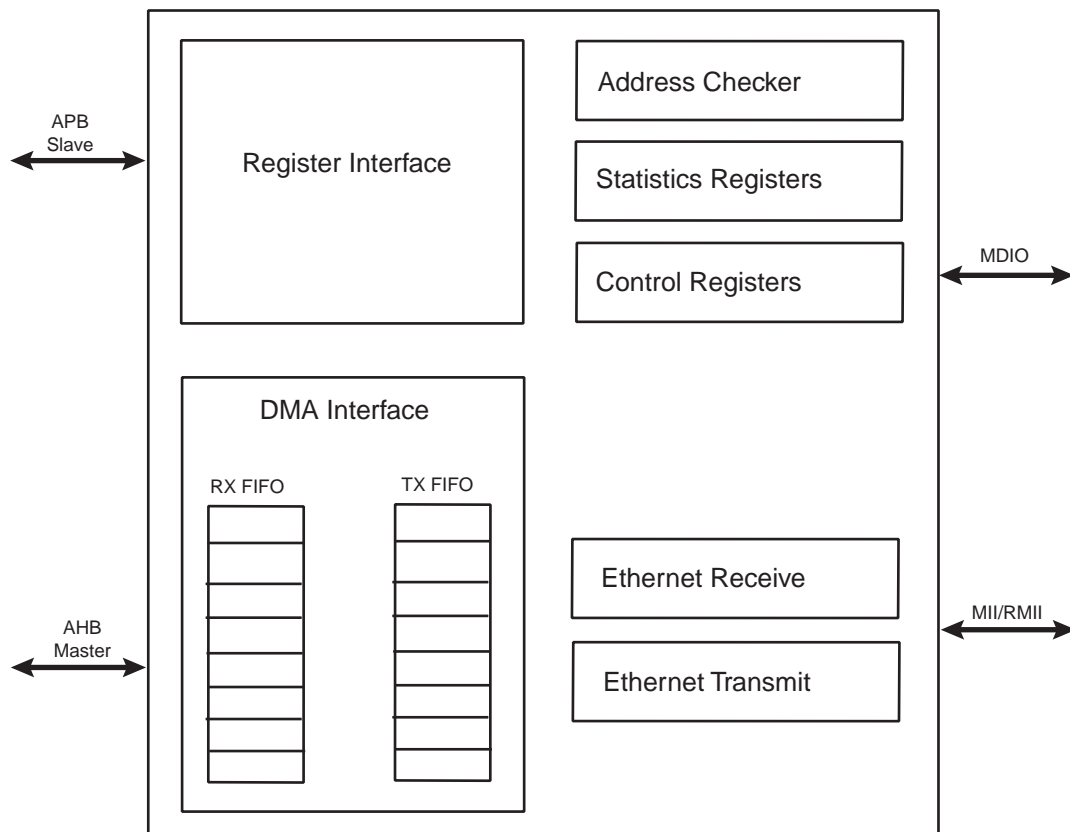 APB
Slave
Register Interface
Address Checker
Statistics Registers
Control Registers
MDIO
DMA Interface
RX FIFO
TX FIFO
AHB
Master
Ethernet Receive
Ethernet Transmit
MII/RMII